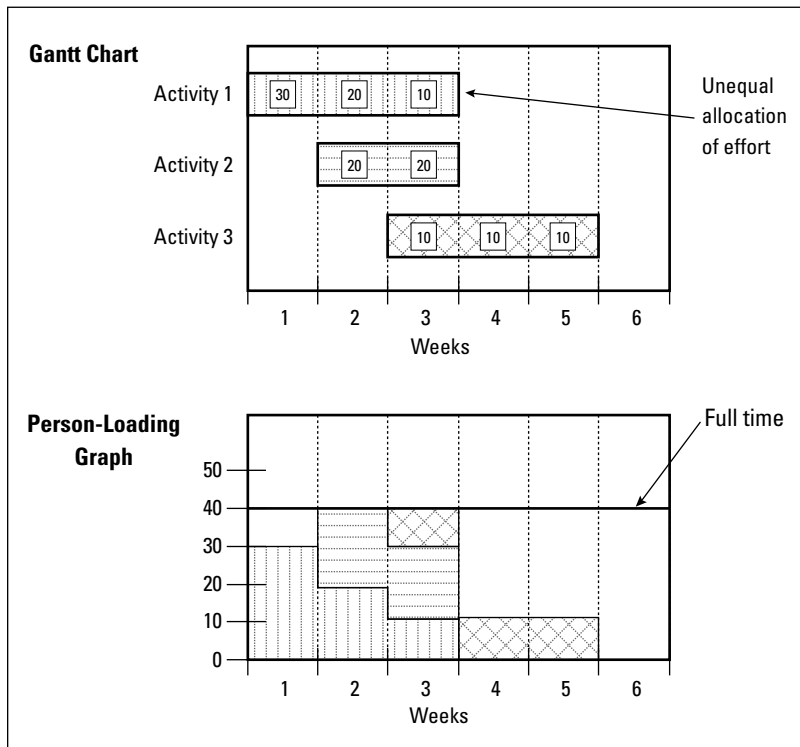 Gantt Chart
Activity 1
30
20
10
Unequal
allocation
of effort
Activity 2
20
20
Activity 3
10
10
10
1 2 3 4 5 6
Weeks
Person-Loading
Graph
Full time
50
40
30
20
10
0
1 2 3 4 5 6
Weeks